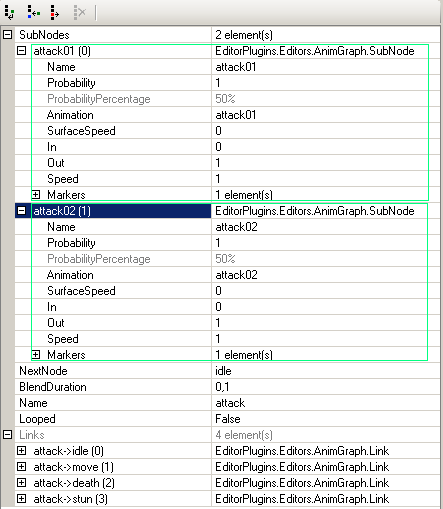 SubNodes 2 element(s)
attack01 (0) EditorPlugins.Editors.AnimGraph.SubNode
Name attack01
Probability 1
ProbabilityPercentage 50%
Animation attack01
SurfaceSpeed 0
In 0
Out 1
Speed 1
Markers 1 element(s)
attack02 (1) EditorPlugins.Editors.AnimGraph.SubNode
Name attack02
Probability 1
ProbabilityPercentage 50%
Animation attack02
SurfaceSpeed 0
In 0
Out 1
Speed 1
Markers 1 element(s)
NextNode idle
BlendDuration 0,1
Name attack
Looped False
Links 4 element(s)
attack->idle (0) EditorPlugins.Editors.AnimGraph.Link
attack->move (1) EditorPlugins.Editors.AnimGraph.Link
attack->death (2) EditorPlugins.Editors.AnimGraph.Link
attack->stun (3) EditorPlugins.Editors.AnimGraph.Link